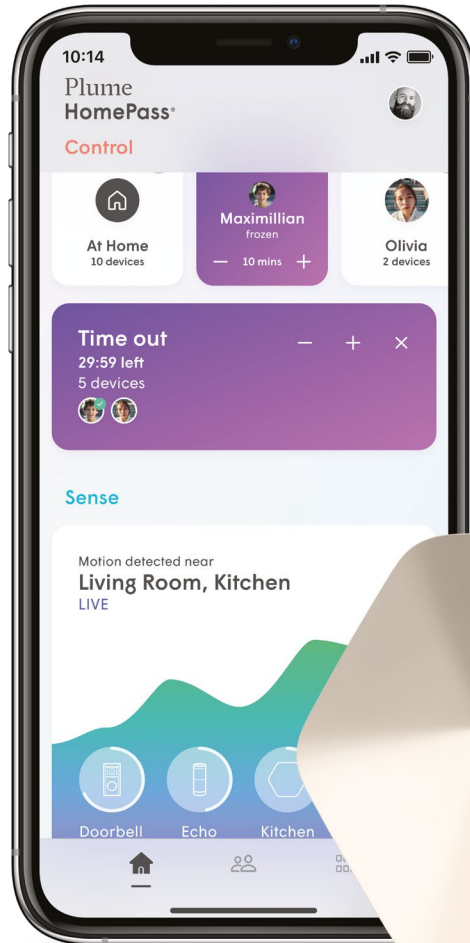 10:14
Plume
HomePass®
Control
At Home
10 devices
Maximillian
frozen
— 10 mins +
Olivia
2 devices
Time out
29:59 left
5 devices
Sense
Motion detected near
Living Room, Kitchen
LIVE
Doorbell
Echo
Kitchen